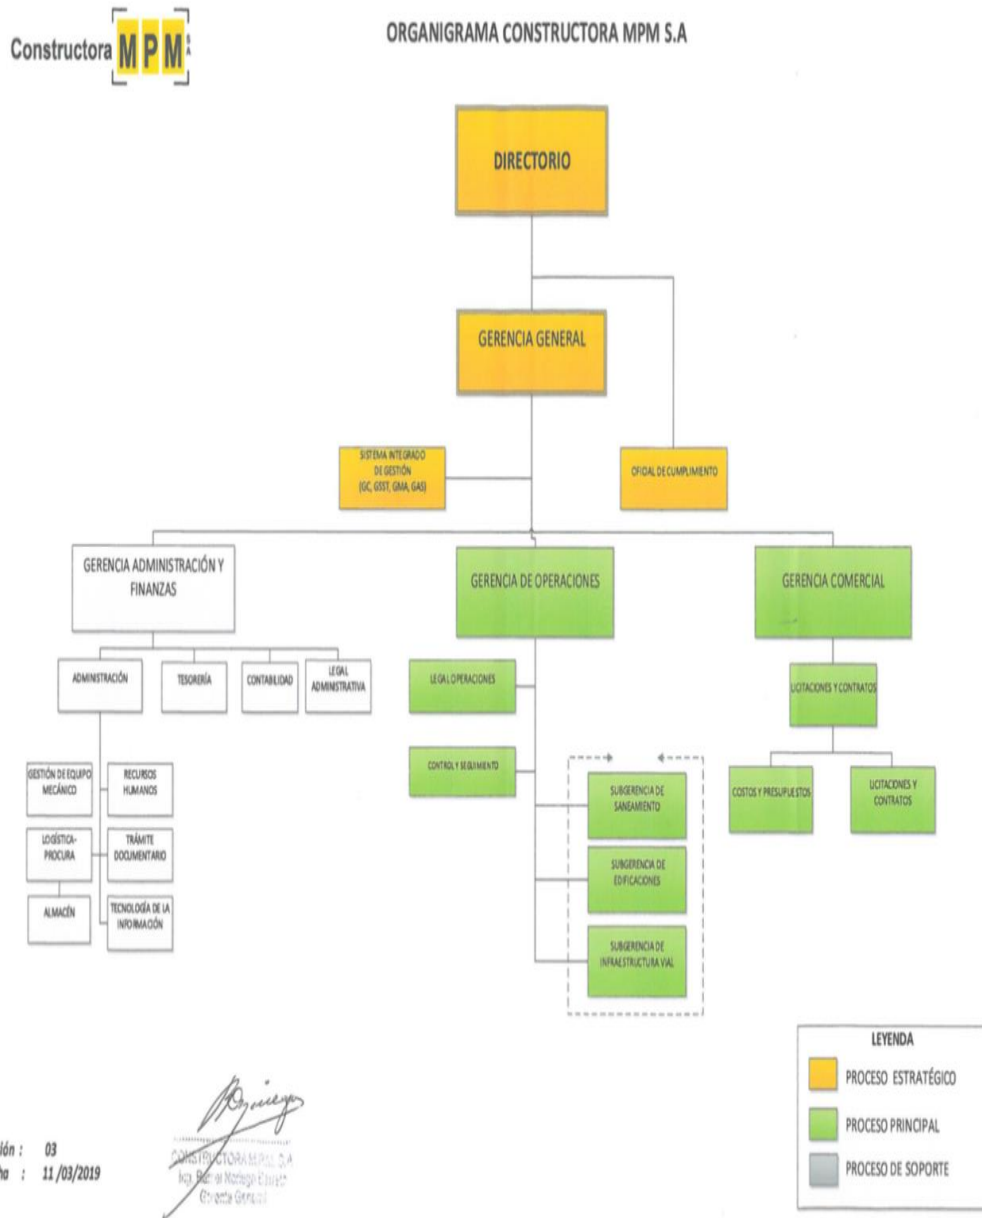 Constructora MPM S A
ORGANIGRAMA CONSTRUCTORA MPM S.A
DIRECTORIO
GERENCIA GENERAL
SISTEMA INTEGRADO
DE GESTIÓN
(GC, GSST, GMA, GAS)
OFICIAL DE CUMPLIMIENTO
GERENCIA ADMINISTRACIÓN Y
FINANZAS
GERENCIA DE OPERACIONES
GERENCIA COMERCIAL
ADMINISTRACIÓN
TESORERÍA
CONTABILIDAD
LEGAL
ADMINISTRATIVA
LEGAL OPERACIONES
LICITACIONES Y CONTRATOS
GESTIÓN DE EQUIPO
MECÁNICO
RECURSOS
HUMANOS
CONTROL Y SEGUIMIENTO
SUBGERENCIA DE
SANEAMIENTO
COSTOS Y PRESUPUESTOS
LICITACIONES Y
CONTRATOS
LOGÍSTICA-
PROCURA
TRÁMITE
DOCUMENTARIO
SUBGERENCIA DE
EDIFICACIONES
ALMACÉN
TECNOLOGÍA DE LA
INFORMACIÓN
SUBGERENCIA DE
INFRAESTRUCTURA VIAL
LEYENDA
PROCESO ESTRATÉGICO
PROCESO PRINCIPAL
PROCESO DE SOPORTE
ión : 03
ha : 11/03/2019
CONSTRUCTORA M.P.M. S.A
Gerente General